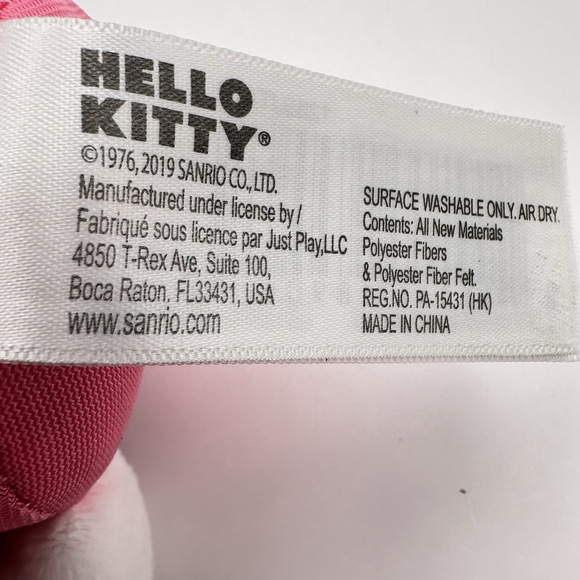 HELLO
KITTY®
©1976, 2019 SANRIO CO., LTD.
Manufactured under license by /
Fabriqué sous licence par Just Play, LLC
4850 T-Rex Ave, Suite 100,
Boca Raton, FL33431, USA
www.sanrio.com
SURFACE WASHABLE ONLY. AIR DRY.
Contents: All New Materials
Polyester Fibers
& Polyester Fiber Felt.
REG.NO. PA-15431 (HK)
MADE IN CHINA